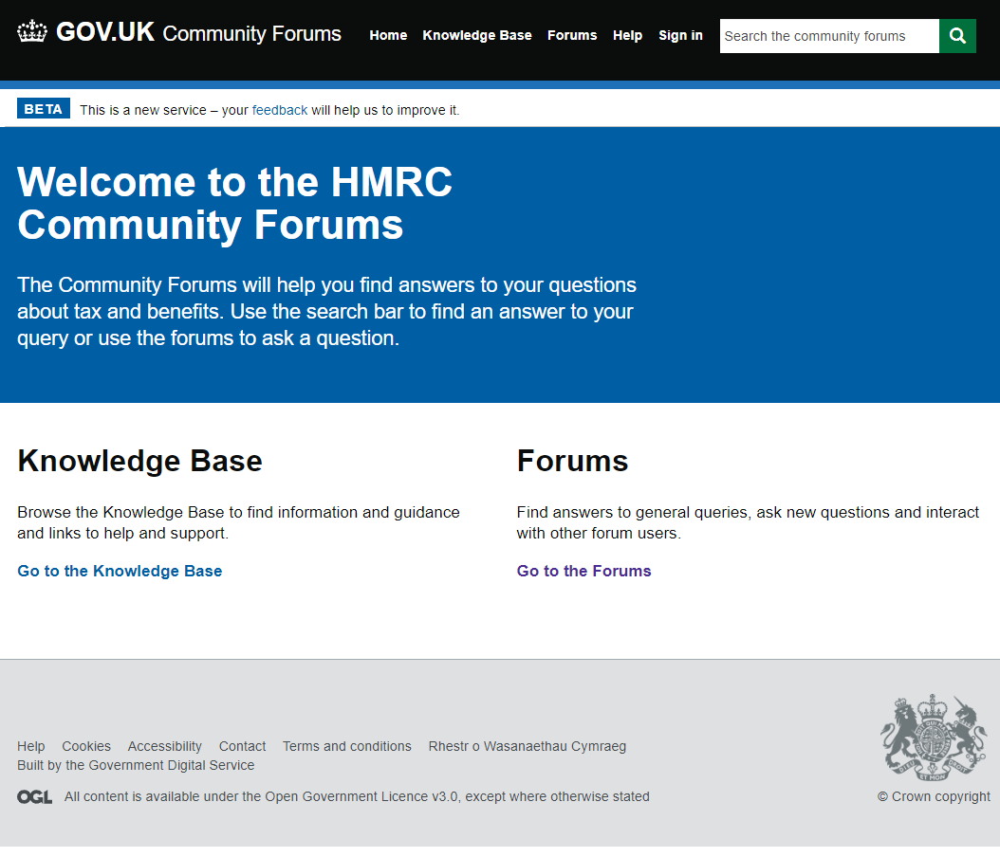 GOV.UK Community Forums
Home Knowledge Base Forums Help Sign in
Search the community forums
BETA This is a new service – your feedback will help us to improve it.
Welcome to the HMRC
Community Forums
The Community Forums will help you find answers to your questions
about tax and benefits. Use the search bar to find an answer to your
query or use the forums to ask a question.
Knowledge Base
Browse the Knowledge Base to find information and guidance
and links to help and support.
Go to the Knowledge Base
Forums
Find answers to general queries, ask new questions and interact
with other forum users.
Go to the Forums
Help Cookies Accessibility Contact Terms and conditions Rhestr o Wasanaethau Cymraeg
Built by the Government Digital Service
OGL All content is available under the Open Government Licence v3.0, except where otherwise stated
DIEU ET MON DROIT
© Crown copyright